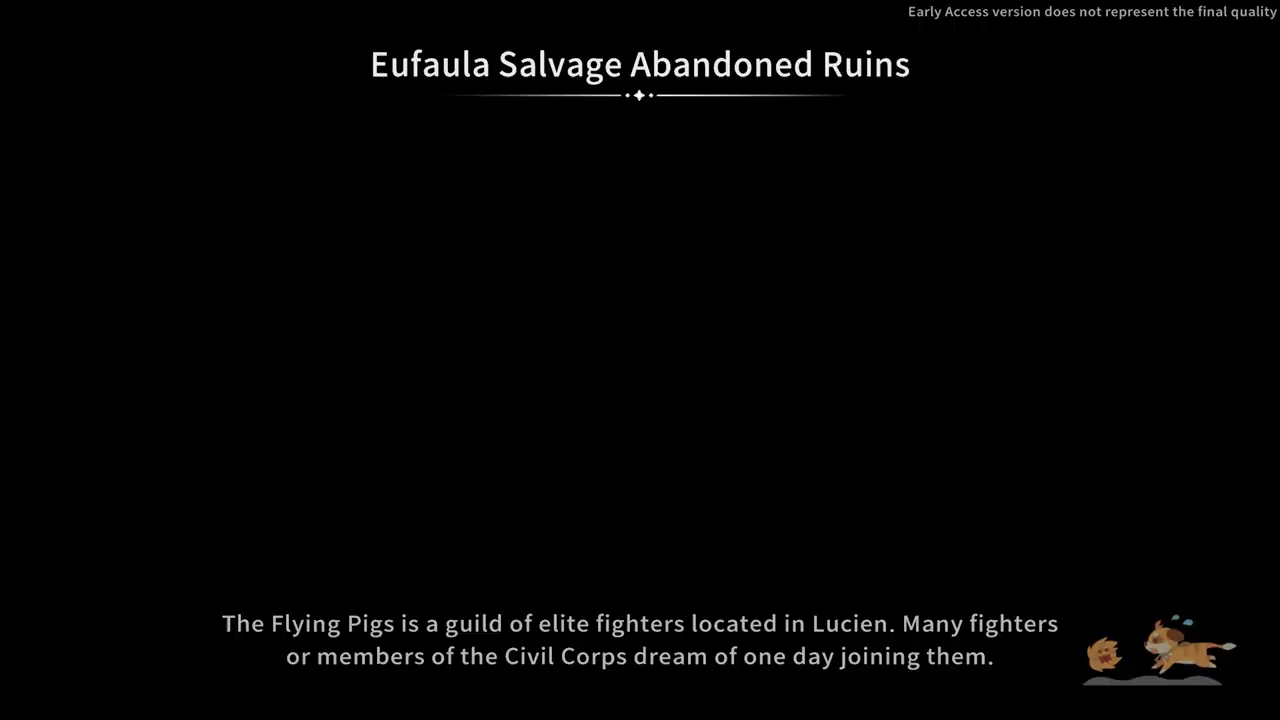 Early Access version does not represent the final quality
Eufaula Salvage Abandoned Ruins
The Flying Pigs is a guild of elite fighters located in Lucien. Many fighters
or members of the Civil Corps dream of one day joining them.